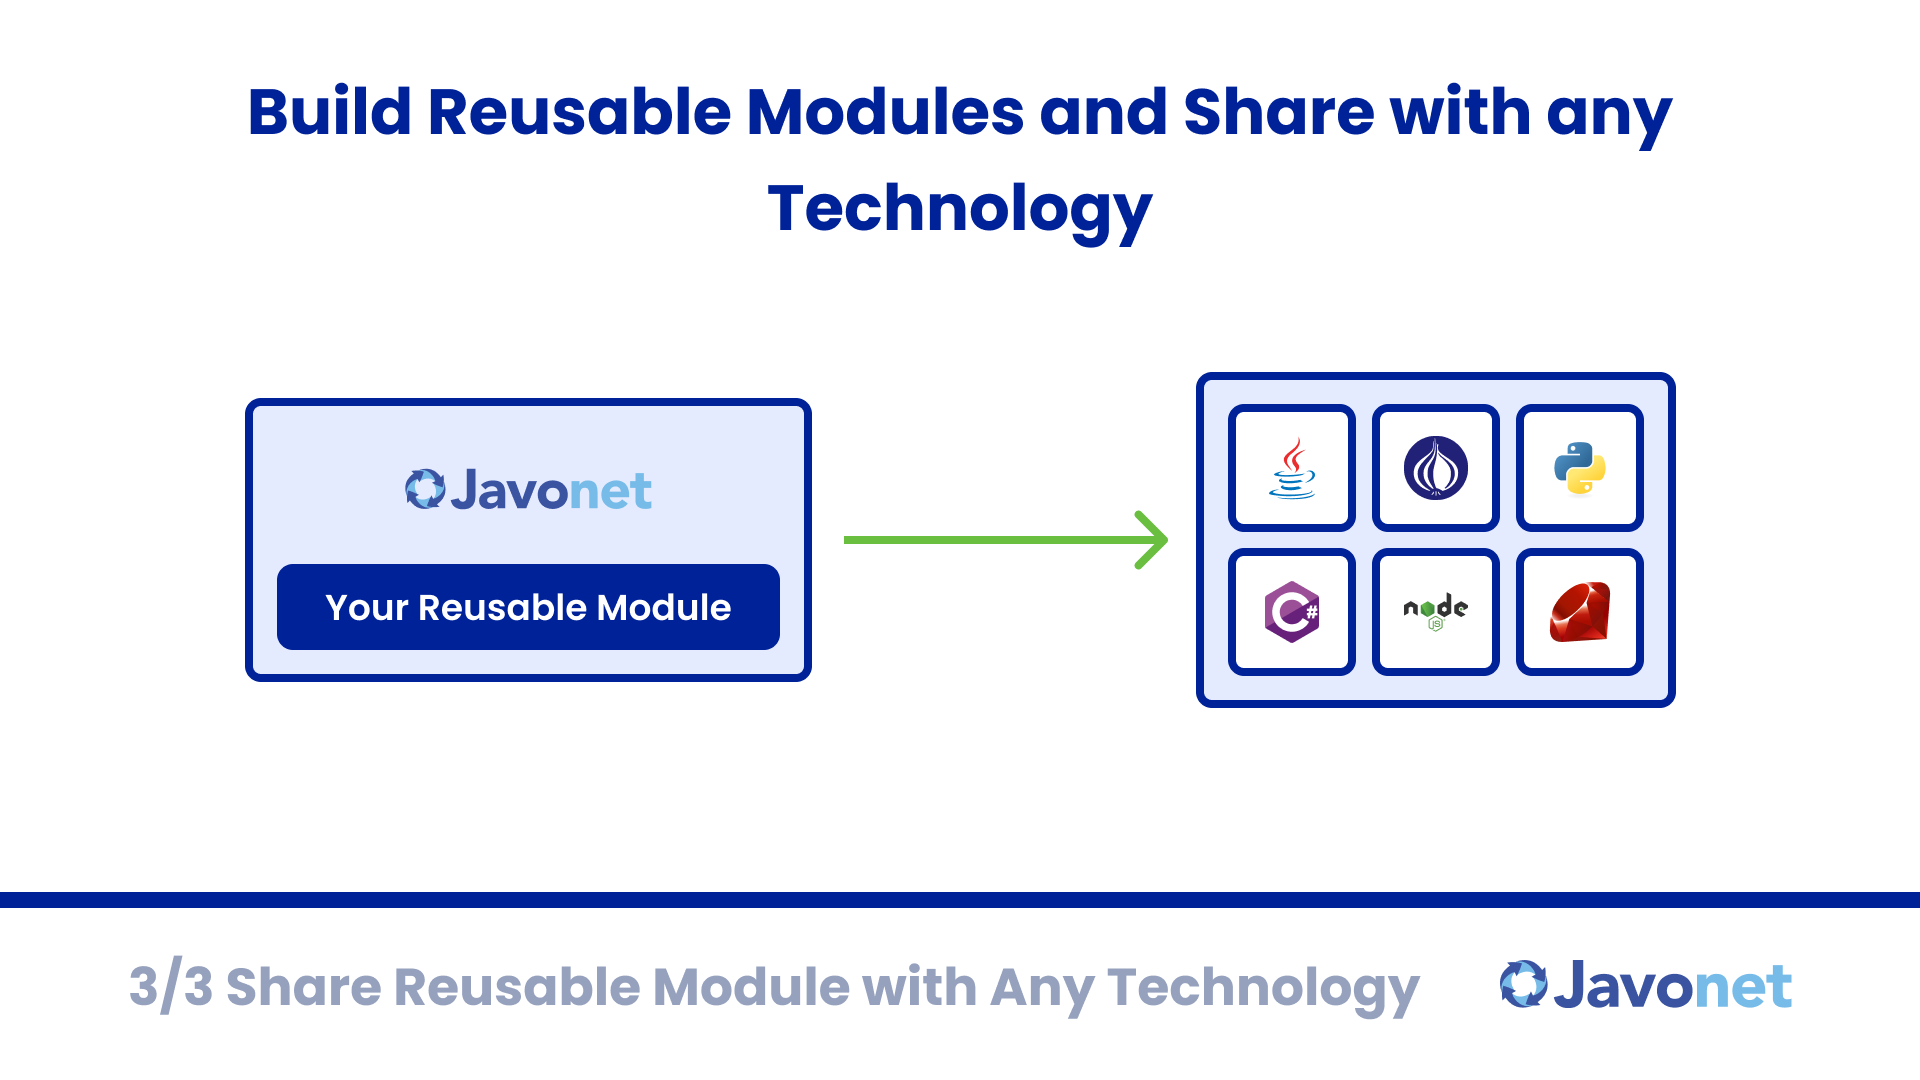 Build Reusable Modules and Share with any
Technology
Javonet
Your Reusable Module
C#
node
JS
3/3 Share Reusable Module with Any Technology
Javonet